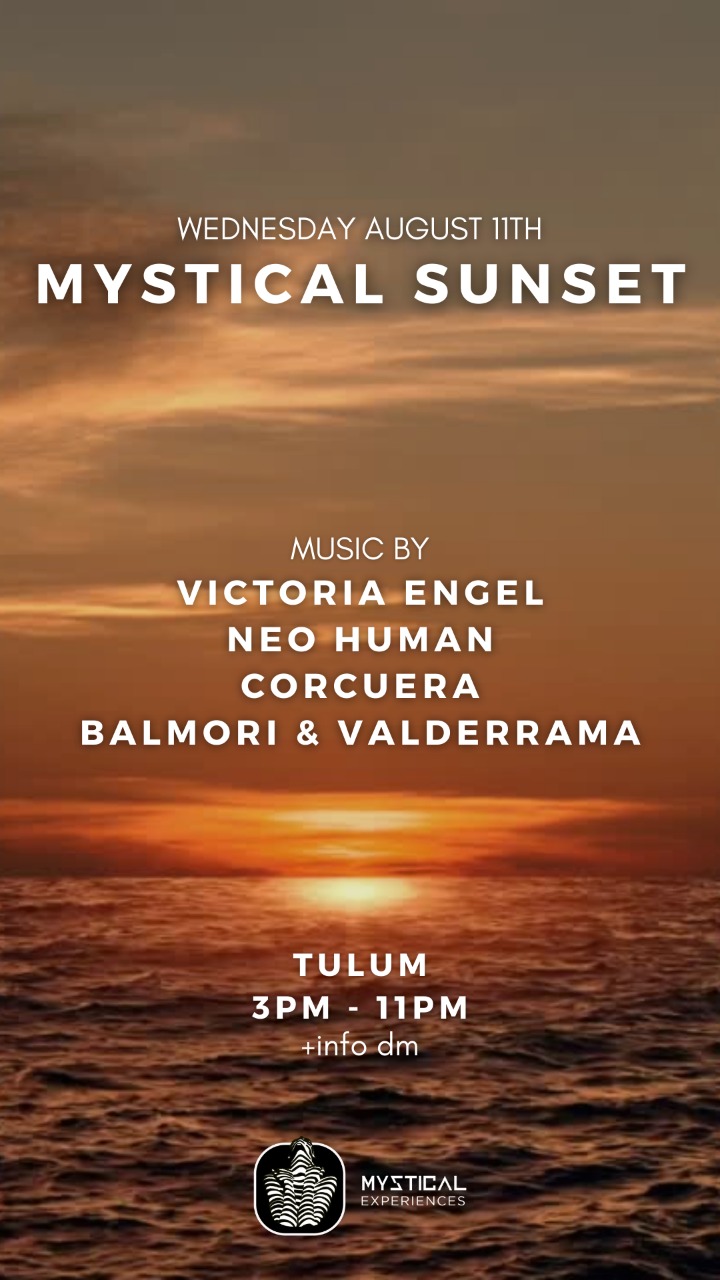 WEDNESDAY AUGUST 11TH
MYSTICAL SUNSET
MUSIC BY
VICTORIA ENGEL
NEO HUMAN
CORCUERA
BALMORI & VALDERRAMA
TULUM
3PM - 11PM
+info dm
MYSTICAL
EXPERIENCES